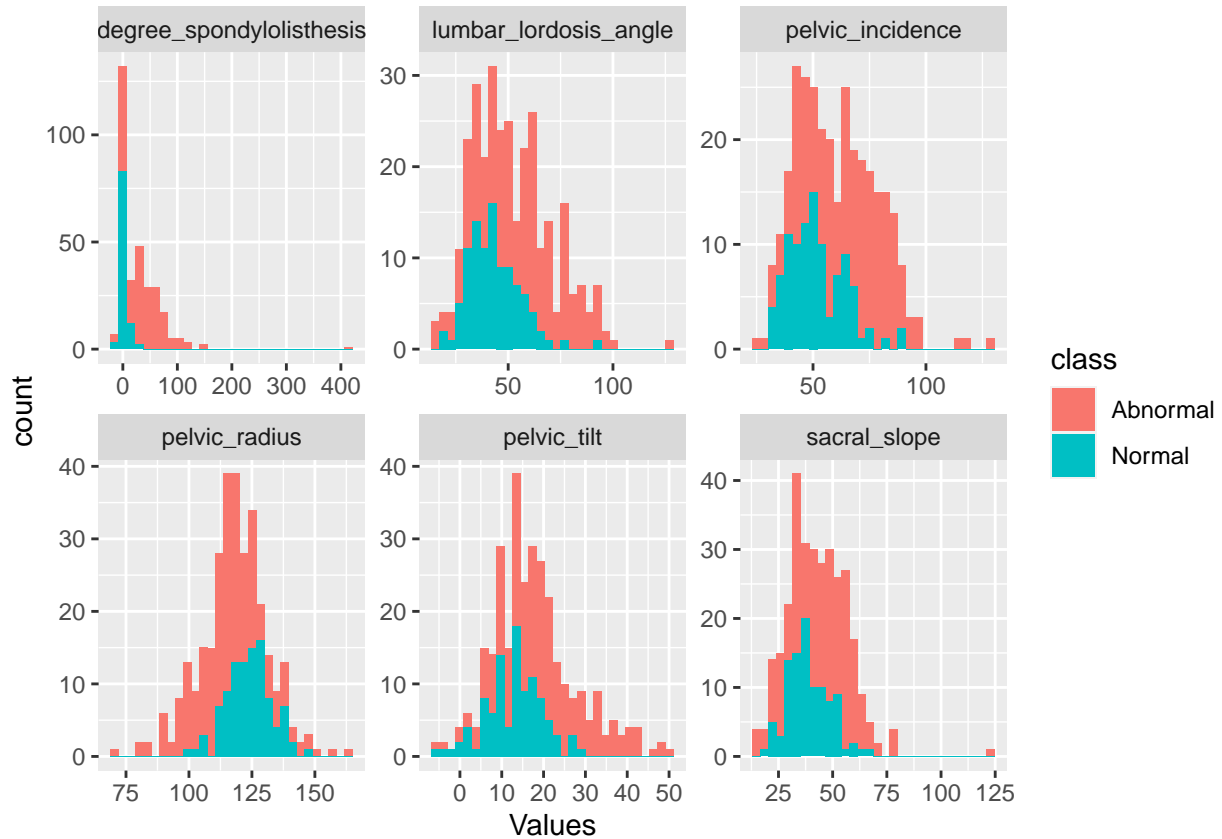 degree_spondylolisthesis
lumbar_lordosis_angle
pelvic_incidence
100
50
0
0 100 200 300 400
30
20
10
0
50 100
20
10
0
50 100
count
pelvic_radius
pelvic_tilt
sacral_slope
40
30
20
10
0
75 100 125 150
40
30
20
10
0
0 10 20 30 40 50
40
30
20
10
0
25 50 75 100 125
Values
class
Abnormal
Normal